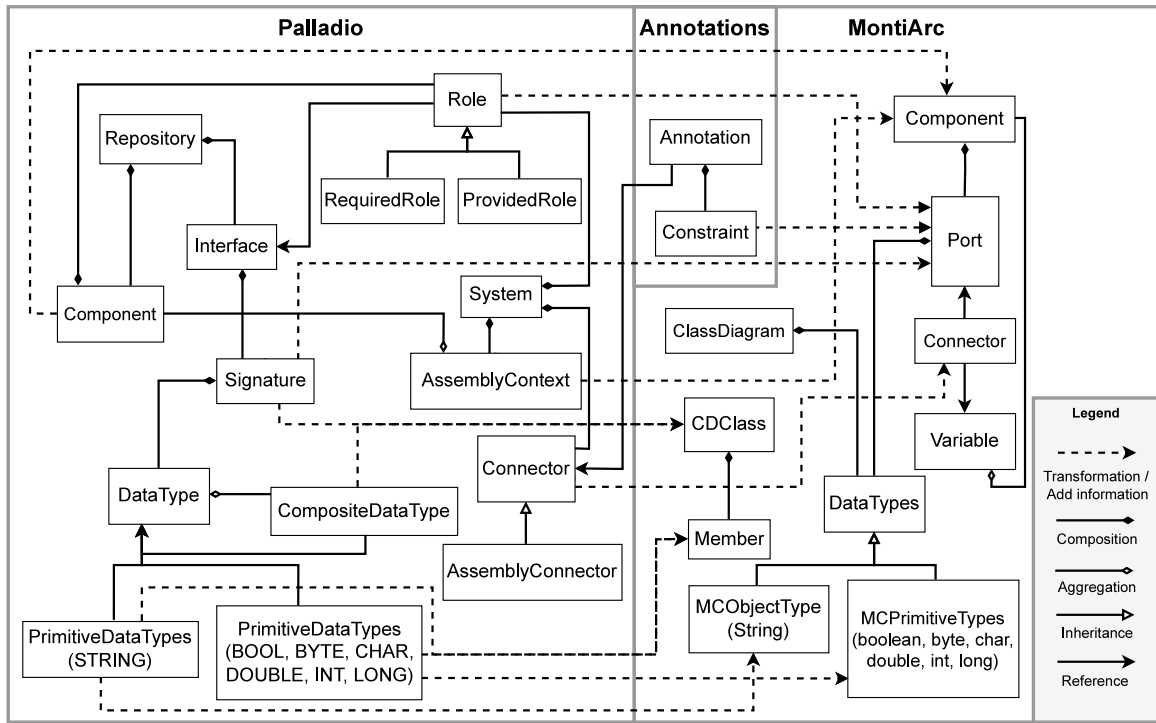 Palladio
Annotations
MontiArc
Role
Repository
RequiredRole
ProvidedRole
Interface
System
Component
Signature
AssemblyContext
Connector
DataType
CompositeDataType
AssemblyConnector
PrimitiveDataTypes
(STRING)
PrimitiveDataTypes
(BOOL, BYTE, CHAR,
DOUBLE, INT, LONG)
Annotation
Constraint
Component
Port
ClassDiagram
Connector
CDClass
Variable
DataTypes
Member
MCObjectType
(String)
MCPrimitiveTypes
(boolean, byte, char,
double, int, long)
Legend
Transformation /
Add information
Composition
Aggregation
Inheritance
Reference